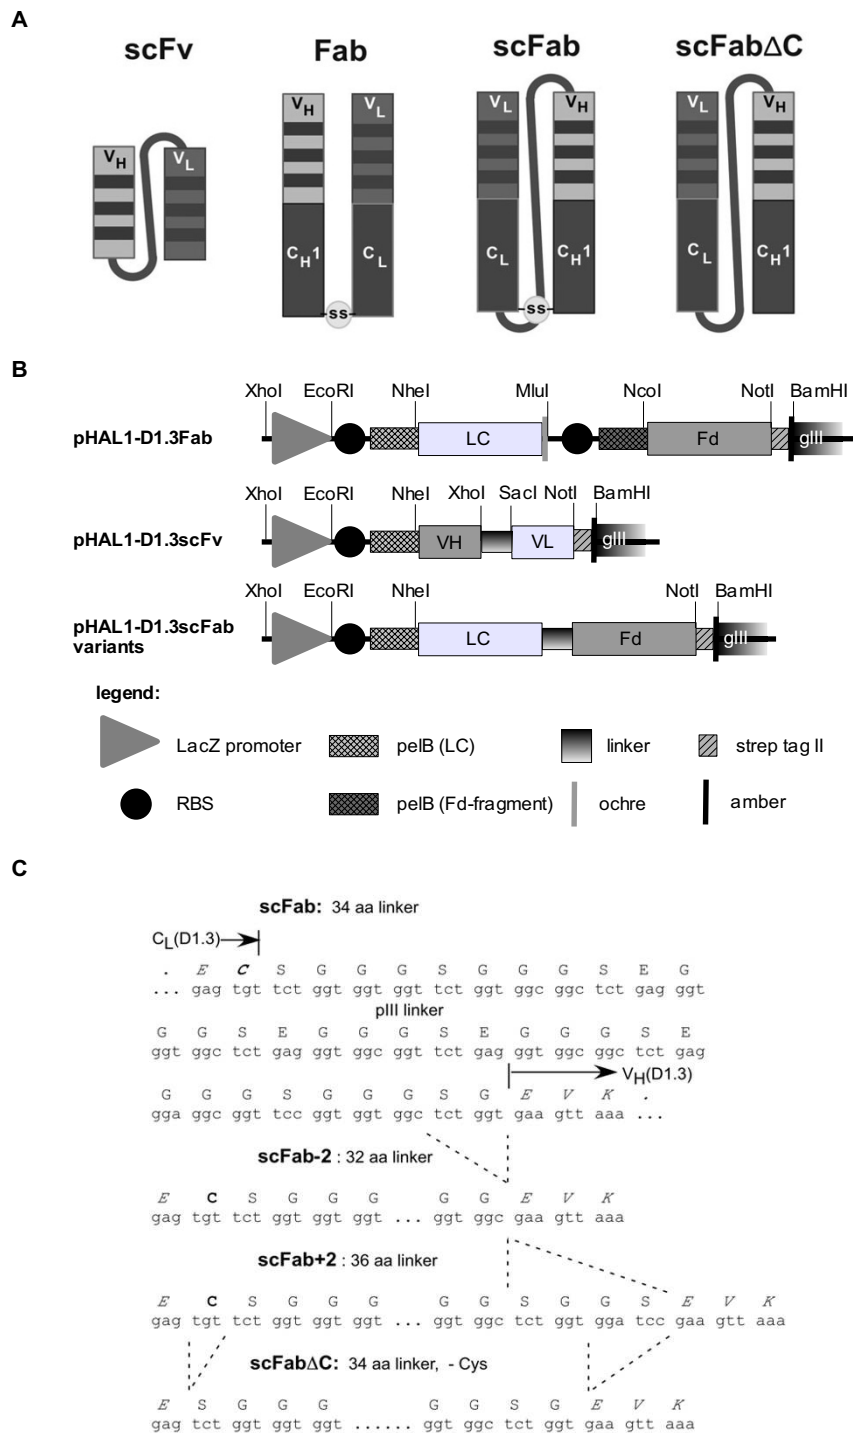 A
scFv Fab scFab scFabΔC
VH VL VH VL VL VH VL VH
CH1 CL CL CH1 CL CH1
ss ss
B
XhoI EcoRI NheI MluI NcoI NotI BamHI
pHAL1-D1.3Fab LC Fd gIII
XhoI EcoRI NheI XhoI SacI NotI BamHI
pHAL1-D1.3scFv VH VL gIII
XhoI EcoRI NheI NotI BamHI
pHAL1-D1.3scFab
variants LC Fd gIII
legend:
LacZ promoter pelB (LC) linker strep tag II
RBS pelB (Fd-fragment) ochre amber
C
scFab: 34 aa linker
CL(D1.3)
. E C S G G G S G G G S E G
... gag tgt tct ggt ggt ggt tct ggt ggc ggc tct gag ggt
pIII linker
G G S E G G G S E G G G S E
ggt ggc tct gag ggt ggc ggt tct gag ggt ggc ggc tct gag
VH(D1.3)
G G G S G G G S G E V K .
gga ggc ggt tcc ggt ggt ggc tct ggt gaa gtt aaa ...
scFab-2 : 32 aa linker
E C S G G G G G E V K
gag tgt tct ggt ggt ggt ... ggt ggc gaa gtt aaa
scFab+2 : 36 aa linker
E C S G G G G G S G G S E V K
gag tgt tct ggt ggt ggt ... ggt ggc tct ggt gga tcc gaa gtt aaa
scFabΔC: 34 aa linker, - Cys
E S G G G G G S G E V K
gag tct ggt ggt ggt ...... ggt ggc tct ggt gaa gtt aaa